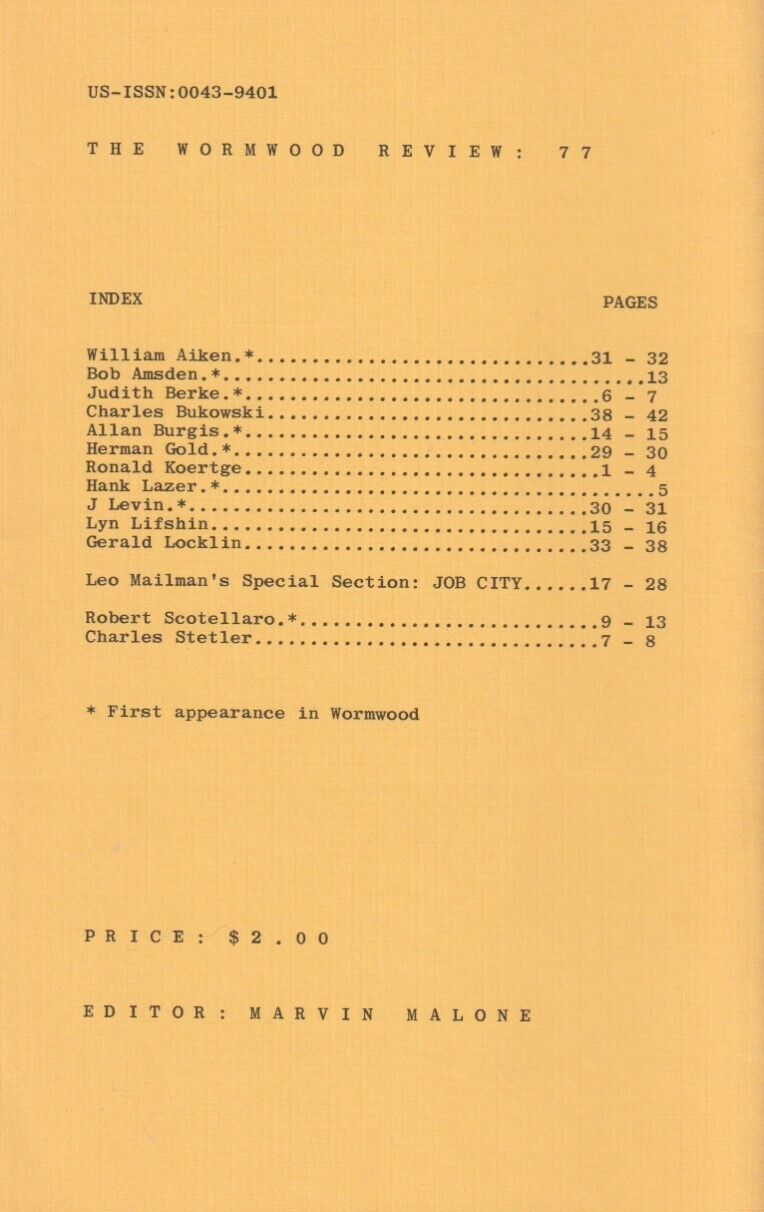 US-ISSN:0043-9401
THE WORMWOOD REVIEW: 77
INDEX PAGES
William Aiken.*...............................31 - 32
Bob Amsden.*.......................................13
Judith Berke.*.................................6 - 7
Charles Bukowski..............................38 - 42
Allan Burgis.*................................14 - 15
Herman Gold.*.................................29 - 30
Ronald Koertge.................................1 - 4
Hank Lazer.*........................................5
J Levin.*.....................................30 - 31
Lyn Lifshin...................................15 - 16
Gerald Locklin................................33 - 38
Leo Mailman's Special Section: JOB CITY......17 - 28
Robert Scotellaro.*............................9 - 13
Charles Stetler................................7 - 8
* First appearance in Wormwood
PRICE: $2.00
EDITOR: MARVIN MALONE